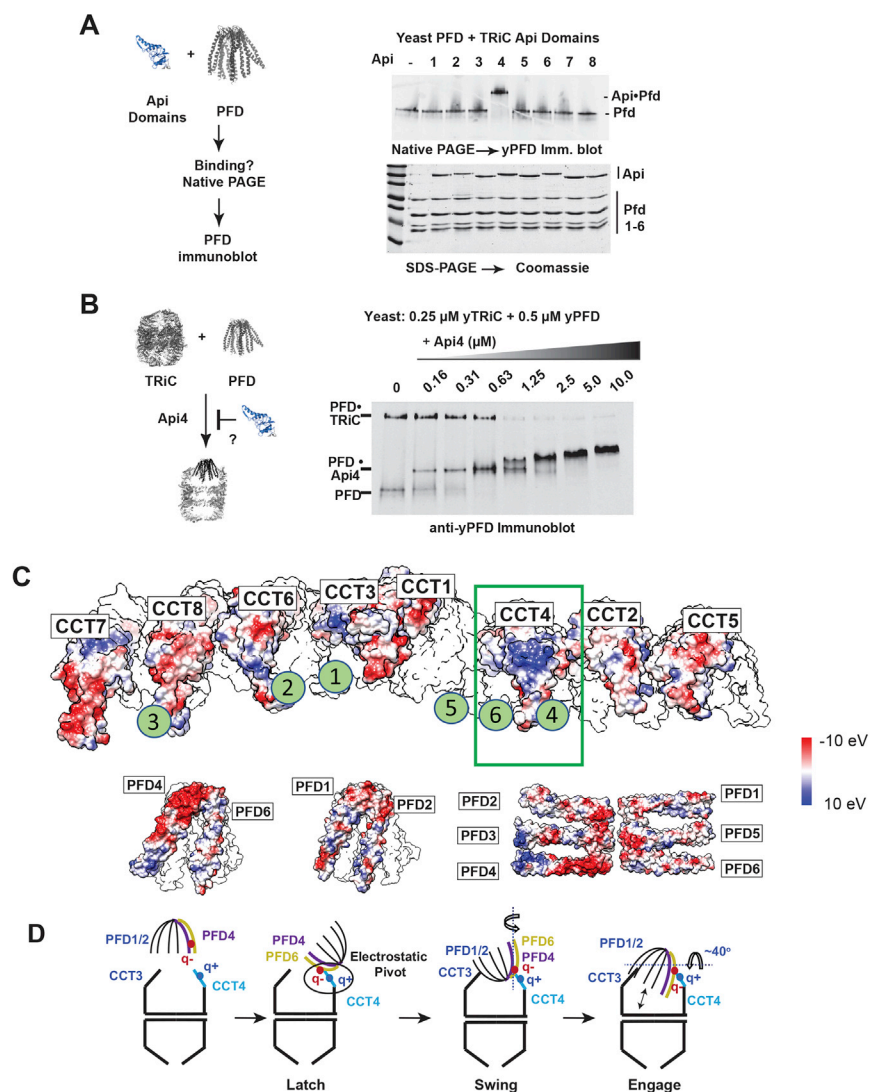 A
Api
Domains
+
PFD
Binding?
Native PAGE
PFD
immunoblot
Yeast PFD + TRiC Api Domains
Api - 1 2 3 4 5 6 7 8
- Api•Pfd
- Pfd
Native PAGE → yPFD Imm. blot
Api
Pfd
1-6
SDS-PAGE → Coomassie
B
TRiC
+
PFD
Api4
?
Yeast: 0.25 µM yTRiC + 0.5 µM yPFD
+ Api4 (µM)
0 0.16 0.31 0.63 1.25 2.5 5.0 10.0
PFD•
TRiC
PFD •
Api4
PFD
anti-yPFD Immunoblot
C
CCT7
CCT8
CCT6
CCT3
CCT1
CCT4
CCT2
CCT5
3
2
1
5
6
4
-10 eV
10 eV
PFD4
PFD6
PFD1
PFD2
PFD2
PFD3
PFD4
PFD1
PFD5
PFD6
D
PFD1/2
PFD4
q-
q+
CCT3
CCT4
PFD4
PFD6
q-
q+
CCT4
Electrostatic
Pivot
Latch
PFD1/2
CCT3
PFD6
PFD4
q-
q+
CCT4
Swing
PFD1/2
CCT3
~40°
q+
q-
CCT4
Engage